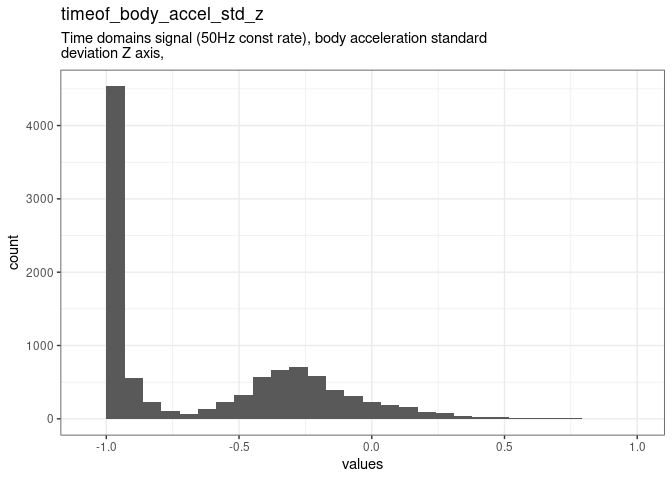 timeof_body_accel_std_z
Time domains signal (50Hz const rate), body acceleration standard
deviation Z axis,
4000
3000
2000
1000
0
count
-1.0
-0.5
0.0
0.5
1.0
values